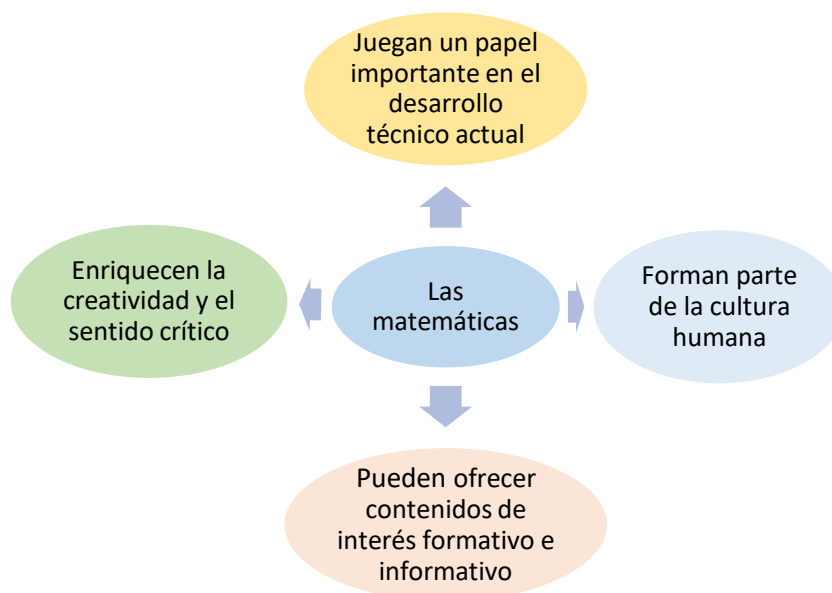 Juegan un papel
importante en el
desarrollo
técnico actual
Enriquecen la
creatividad y el
sentido crítico
Las
matemáticas
Forman parte
de la cultura
humana
Pueden ofrecer
contenidos de
interés formativo e
informativo